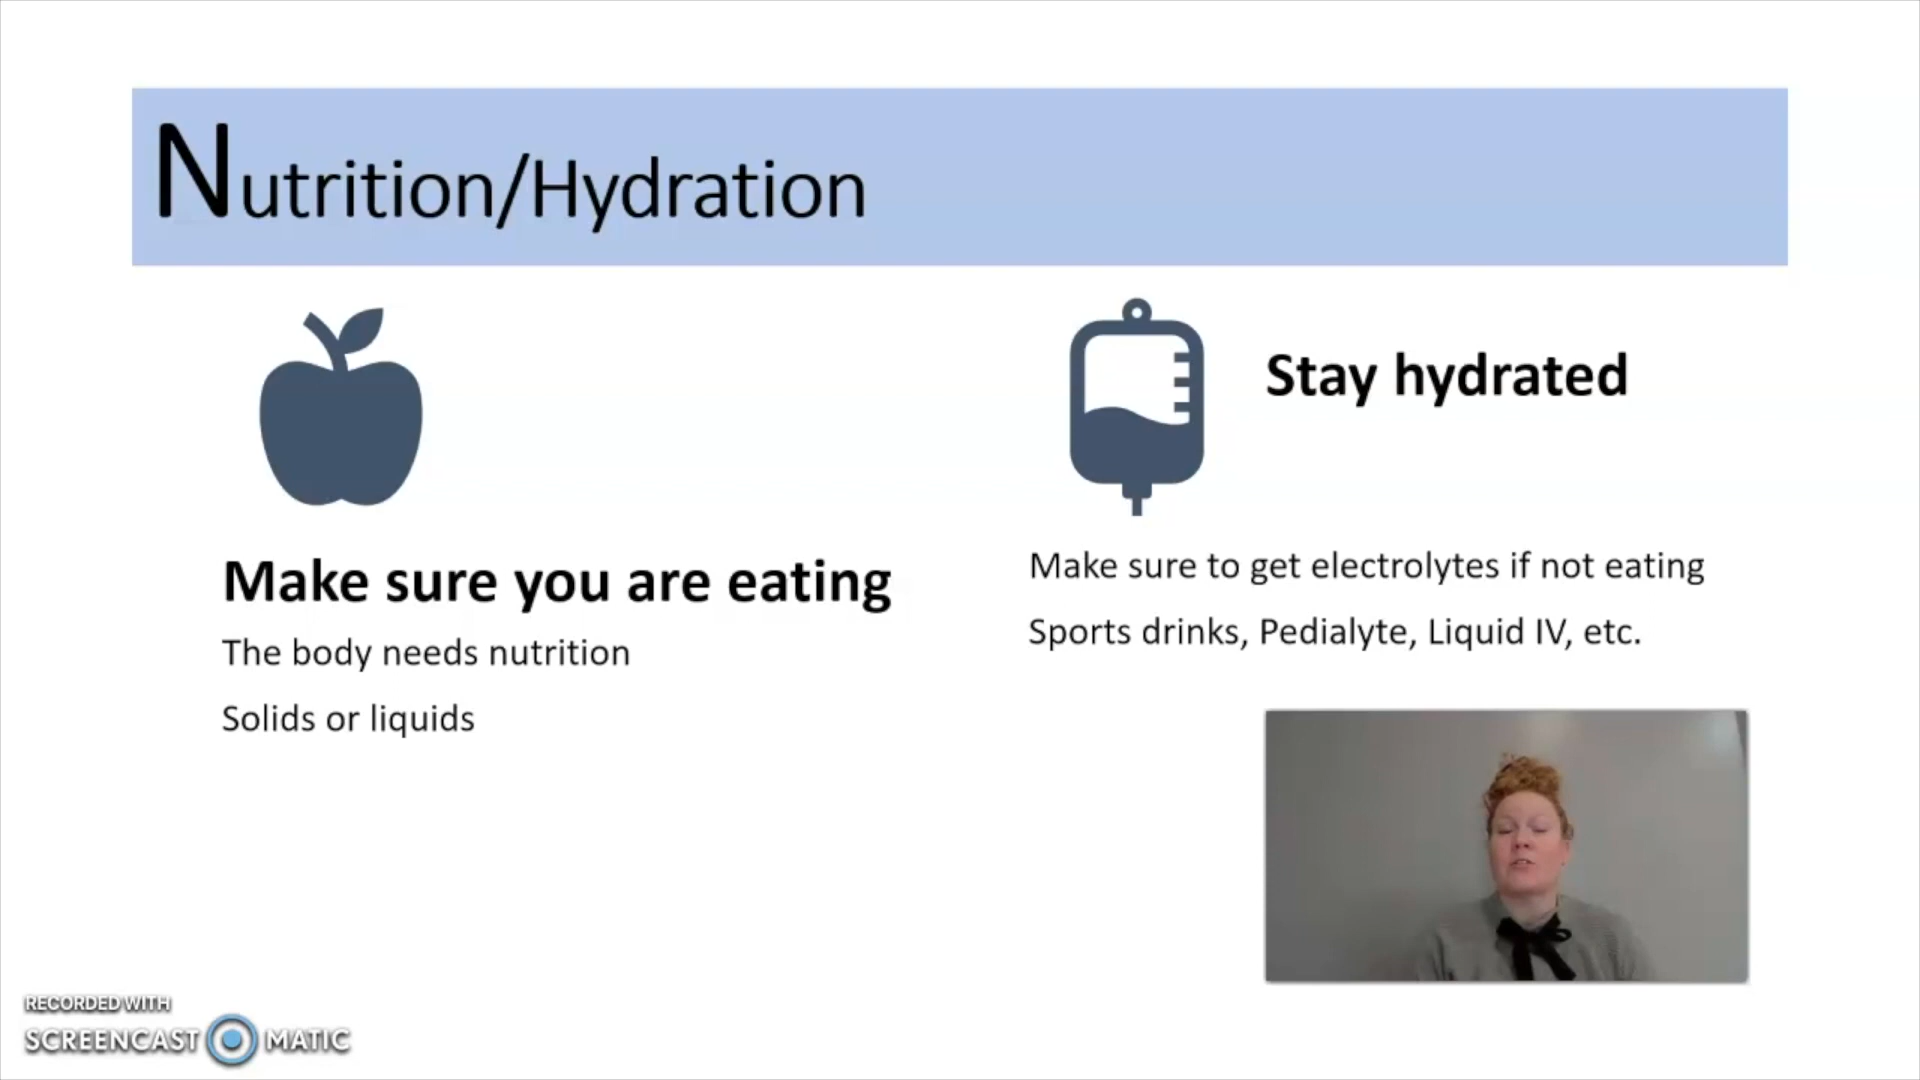 Nutrition/Hydration
Make sure you are eating
The body needs nutrition
Solids or liquids
Stay hydrated
Make sure to get electrolytes if not eating
Sports drinks, Pedialyte, Liquid IV, etc.
RECORDED WITH
SCREENCAST MATIC